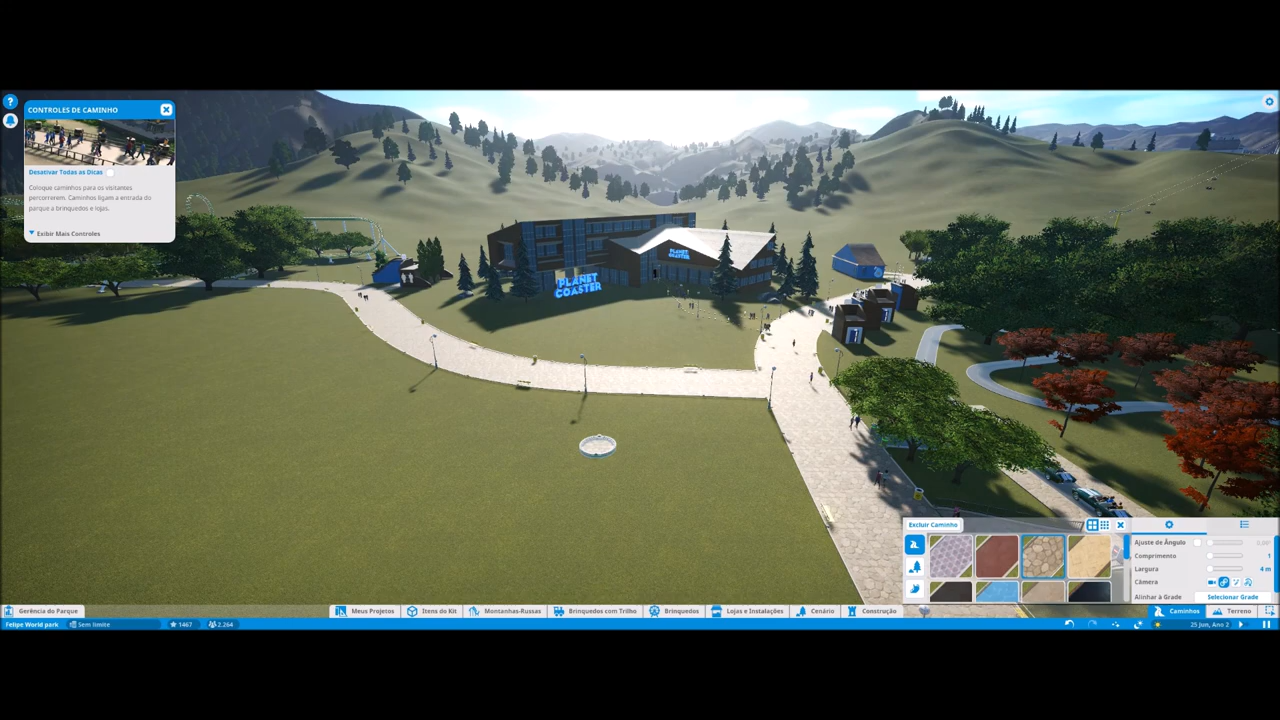 CONTROLES DE CAMINHO
Desativar Todas as Dicas
Coloque caminhos para os visitantes
percorrerem. Caminhos ligam a entrada do
parque a brinquedos e lojas.
Exibir Mais Controles
PLANET
COASTER
PLANET
COASTER
Excluir Caminho
Ajuste de Ângulo
Comprimento 1
Largura 4 m
Câmera
Alinhar à Grade Selecionar Grade
Gerência do Parque Meus Projetos Itens do Kit Montanhas-Russas Brinquedos com Trilho Brinquedos Lojas e Instalações Cenário Construção Caminhos Terreno
Felipe World park Sem limite 1467 2.264 25 Jun, Ano 2